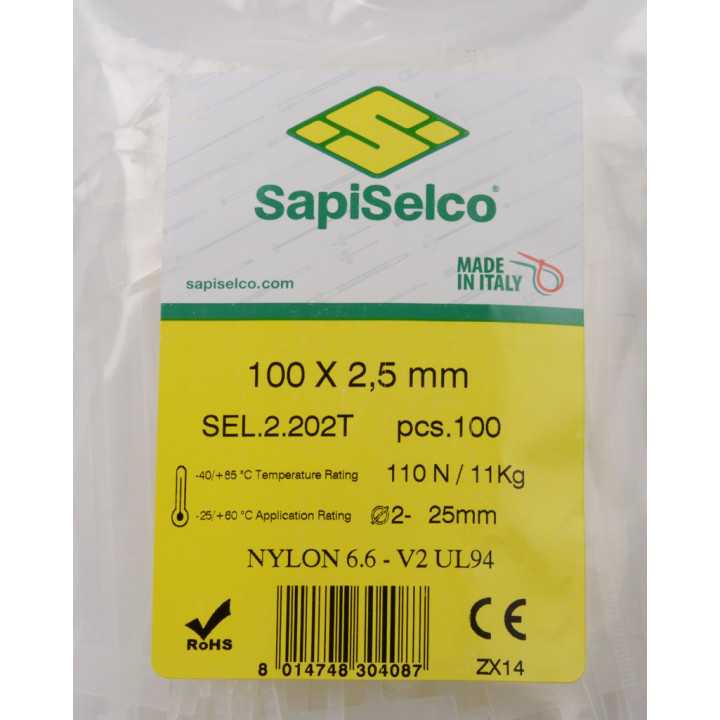 SapiSelco®
sapiselco.com
MADE
IN ITALY
100 X 2,5 mm
SEL.2.202T pcs.100
-40/+85 °C Temperature Rating 110 N / 11Kg
-25/+60 °C Application Rating ⌀2- 25mm
NYLON 6.6 - V2 UL94
RoHS
CE
8 014748 304087
ZX14